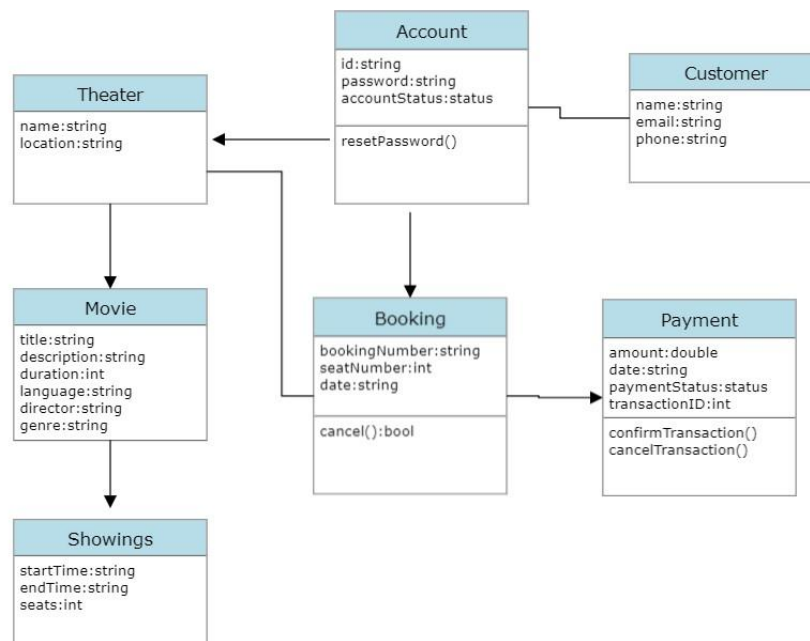 Account
id:string
password:string
accountStatus:status
resetPassword()
Customer
name:string
email:string
phone:string
Theater
name:string
location:string
Movie
title:string
description:string
duration:int
language:string
director:string
genre:string
Booking
bookingNumber:string
seatNumber:int
date:string
cancel():bool
Payment
amount:double
date:string
paymentStatus:status
transactionID:int
confirmTransaction()
cancelTransaction()
Showings
startTime:string
endTime:string
seats:int